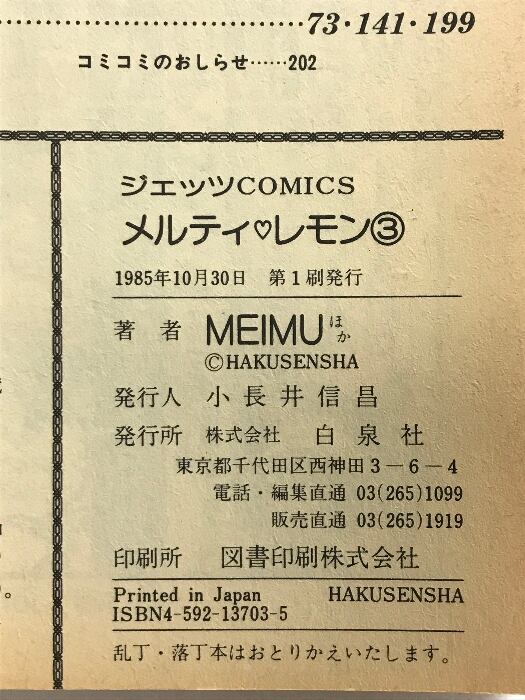 ……………………73・141・199
コミコミのおしらせ……202
ジェッツCOMICS
メルティ♡レモン③
1985年10月30日 第1刷発行
著者 MEIMUほか
©HAKUSENSHA
発行人 小長井信昌
発行所 株式会社 白泉社
東京都千代田区西神田3-6-4
電話・編集直通 03(265)1099
販売直通 03(265)1919
印刷所 図書印刷株式会社
Printed in Japan HAKUSENSHA
ISBN4-592-13703-5
乱丁・落丁本はおとりかえいたします。